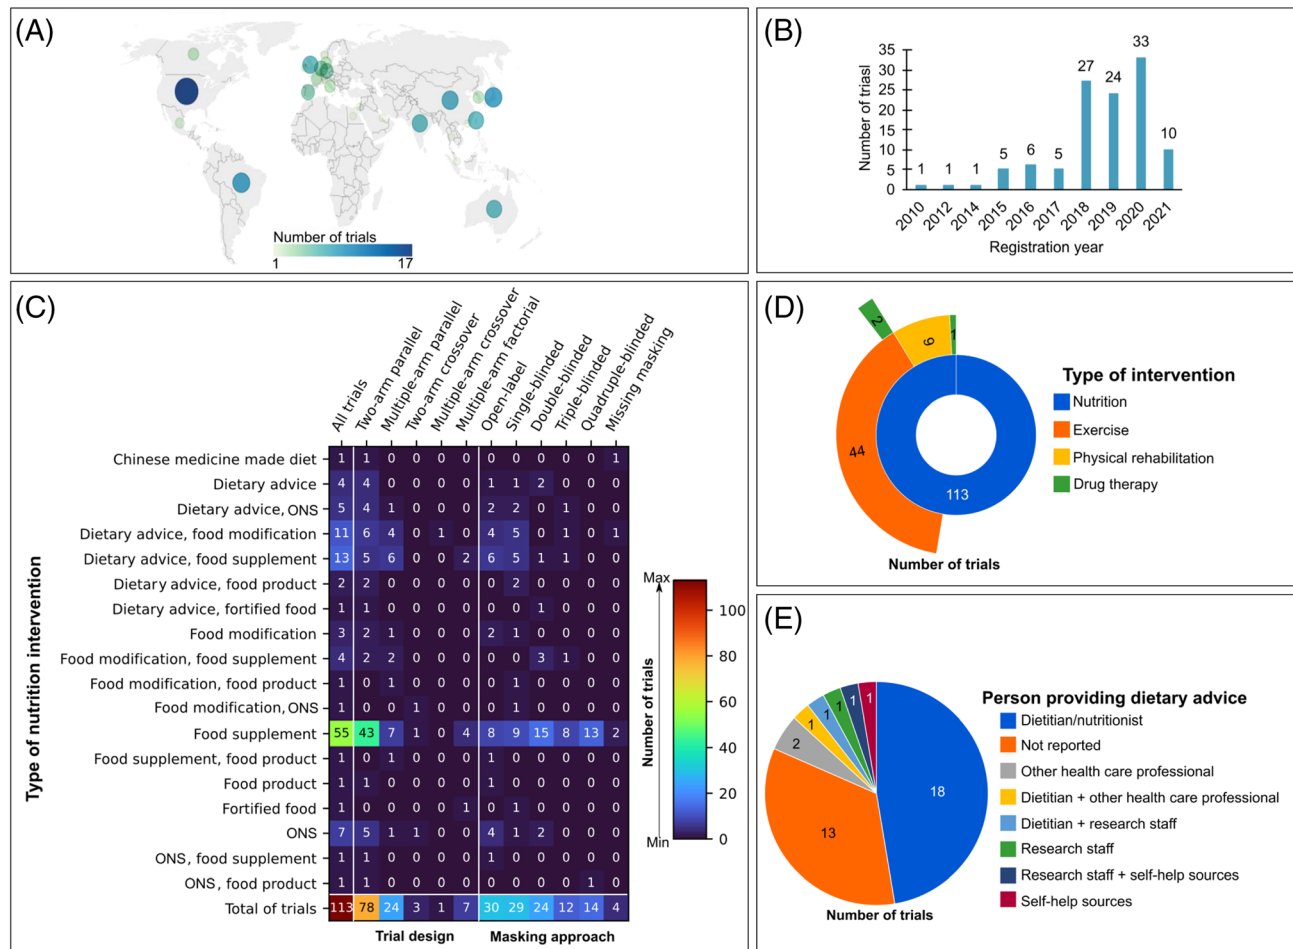 (A)
Number of trials
1 17
(B)
Number of triasl
35
30
25
20
15
10
5
0
1 1 1 5 6 5 27 24 33 10
2010 2012 2014 2015 2016 2017 2018 2019 2020 2021
Registration year
(C)
All trials
Two-arm parallel
Multiple-arm parallel
Two-arm crossover
Multiple-arm crossover
Multiple-arm factorial
Open-label
Single-blinded
Double-blinded
Triple-blinded
Quadruple-blinded
Missing masking
Type of nutrition intervention
Chinese medicine made diet 1 1 0 0 0 0 0 0 0 0 0 1
Dietary advice 4 4 0 0 0 0 1 1 2 0 0 0
Dietary advice, ONS 5 4 1 0 0 0 2 2 0 1 0 0
Dietary advice, food modification 11 6 4 0 1 0 4 5 0 1 0 1
Dietary advice, food supplement 13 5 6 0 0 2 6 5 1 1 0 0
Dietary advice, food product 2 2 0 0 0 0 0 2 0 0 0 0
Dietary advice, fortified food 1 1 0 0 0 0 0 0 1 0 0 0
Food modification 3 2 1 0 0 0 2 1 0 0 0 0
Food modification, food supplement 4 2 2 0 0 0 0 0 3 1 0 0
Food modification, food product 1 0 1 0 0 0 0 1 0 0 0 0
Food modification, ONS 1 0 0 1 0 0 0 1 0 0 0 0
Food supplement 55 43 7 1 0 4 8 9 15 8 13 2
Food supplement, food product 1 0 1 0 0 0 1 0 0 0 0 0
Food product 1 1 0 0 0 0 1 0 0 0 0 0
Fortified food 1 0 0 0 0 1 0 1 0 0 0 0
ONS 7 5 1 1 0 0 4 1 2 0 0 0
ONS, food supplement 1 1 0 0 0 0 1 0 0 0 0 0
ONS, food product 1 1 0 0 0 0 0 0 0 0 1 0
Total of trials 113 78 24 3 1 7 30 29 24 12 14 4
Trial design Masking approach
Number of trials
Max
Min
100
80
60
40
20
0
(D)
2
9
1
44
113
Number of trials
Type of intervention
Nutrition
Exercise
Physical rehabilitation
Drug therapy
(E)
1
1
1
1
1
2
18
13
Number of trials
Person providing dietary advice
Dietitian/nutritionist
Not reported
Other health care professional
Dietitian + other health care professional
Dietitian + research staff
Research staff
Research staff + self-help sources
Self-help sources